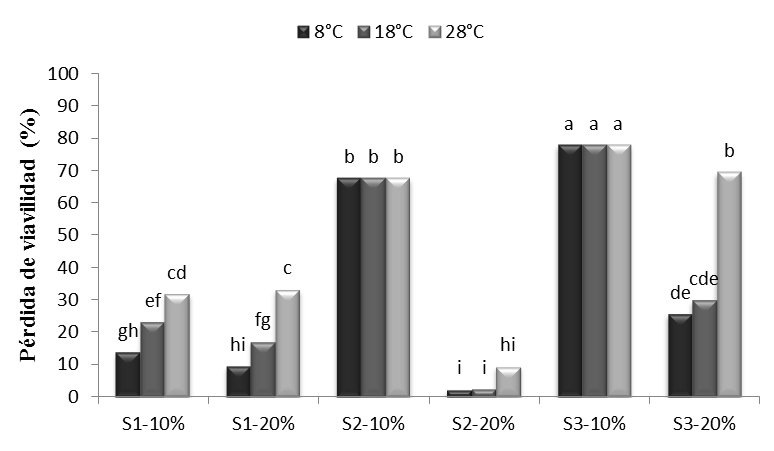 8°C 18°C 28°C
Pérdida de viavilidad (%)
100
90
80
70
60
50
40
30
20
10
0
gh ef cd
hi fg c
b b b
i i hi
a a a
de cde b
S1-10% S1-20% S2-10% S2-20% S3-10% S3-20%